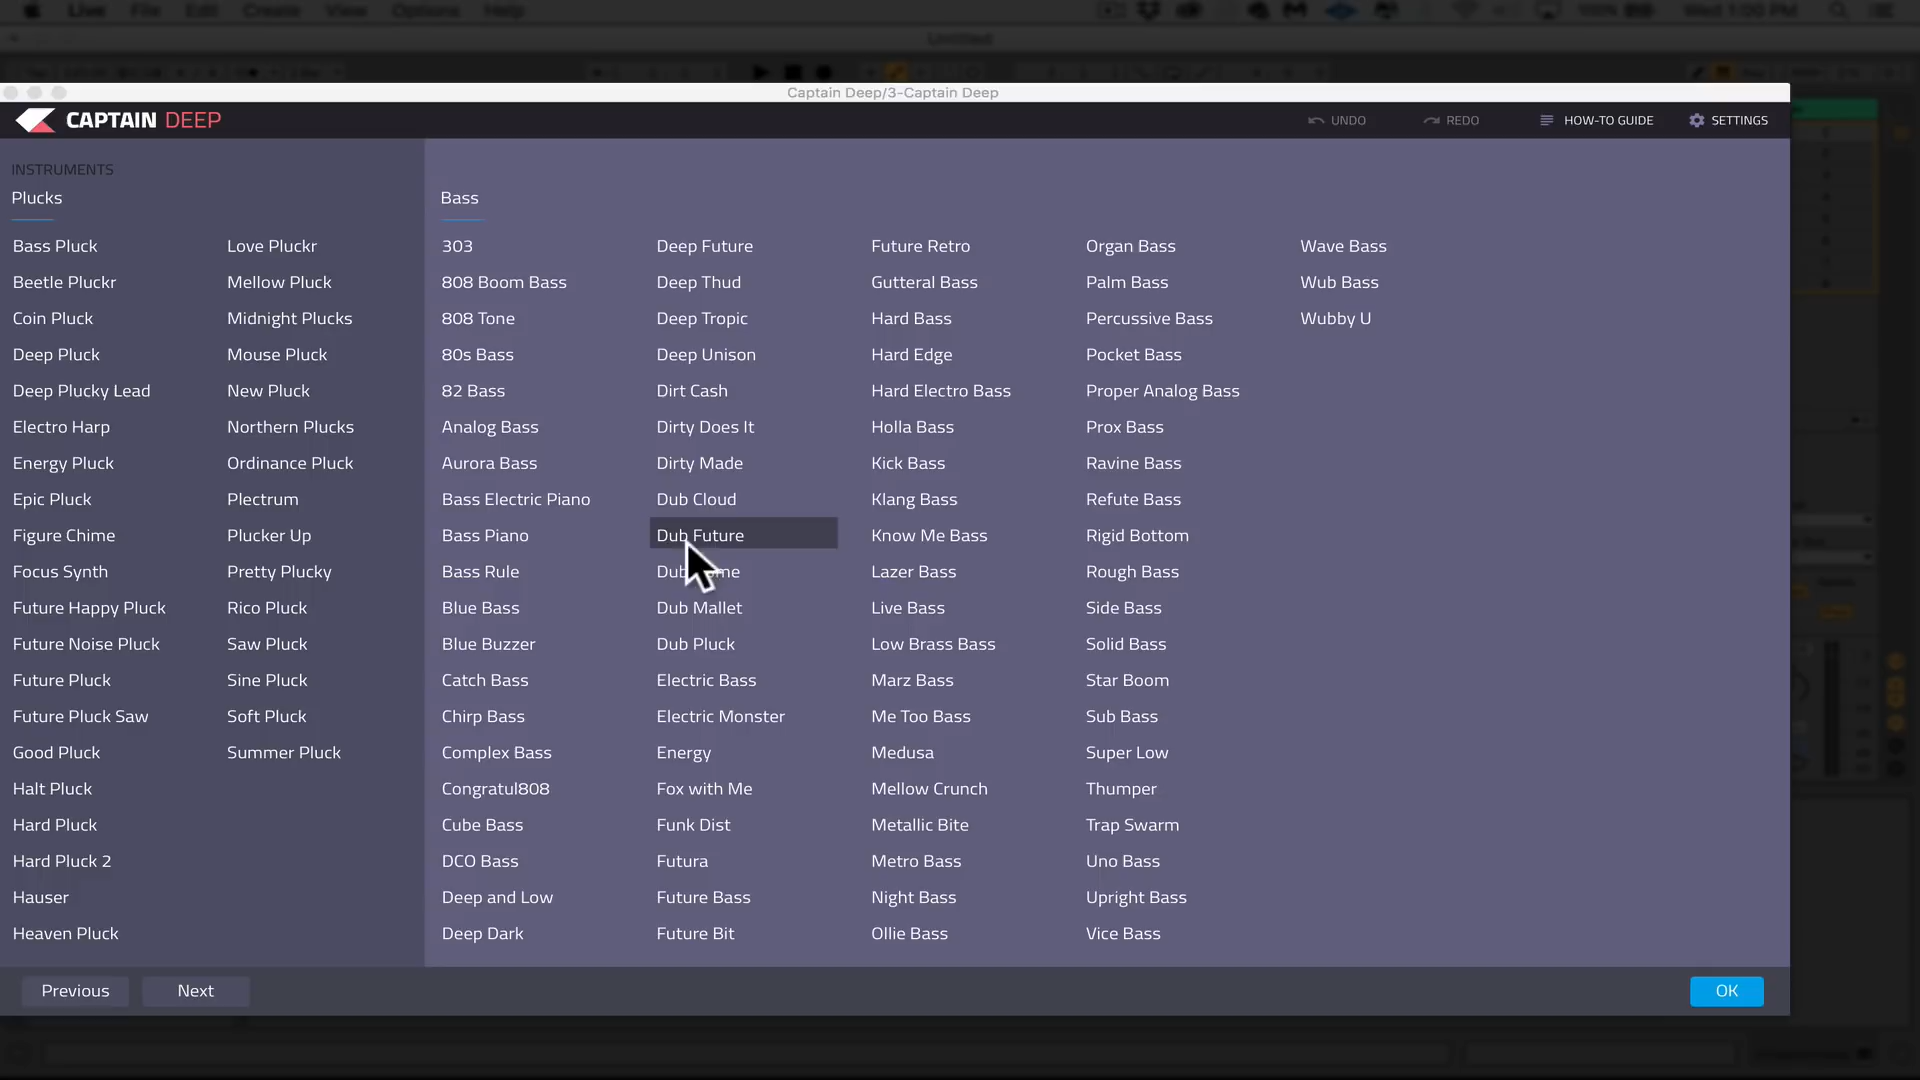 Live File Edit Create View Options Help
Wed 1:00 PM
Untitled
Captain Deep/3-Captain Deep
CAPTAIN DEEP
UNDO
REDO
HOW-TO GUIDE
SETTINGS
INSTRUMENTS
Plucks
Bass Pluck
Beetle Pluckr
Coin Pluck
Deep Pluck
Deep Plucky Lead
Electro Harp
Energy Pluck
Epic Pluck
Figure Chime
Focus Synth
Future Happy Pluck
Future Noise Pluck
Future Pluck
Future Pluck Saw
Good Pluck
Halt Pluck
Hard Pluck
Hard Pluck 2
Hauser
Heaven Pluck
Love Pluckr
Mellow Pluck
Midnight Plucks
Mouse Pluck
New Pluck
Northern Plucks
Ordinance Pluck
Plectrum
Plucker Up
Pretty Plucky
Rico Pluck
Saw Pluck
Sine Pluck
Soft Pluck
Summer Pluck
Bass
303
808 Boom Bass
808 Tone
80s Bass
82 Bass
Analog Bass
Aurora Bass
Bass Electric Piano
Bass Piano
Bass Rule
Blue Bass
Blue Buzzer
Catch Bass
Chirp Bass
Complex Bass
Congratul808
Cube Bass
DCO Bass
Deep and Low
Deep Dark
Deep Future
Deep Thud
Deep Tropic
Deep Unison
Dirt Cash
Dirty Does It
Dirty Made
Dub Cloud
Dub Future
Dub
Dub Mallet
Dub Pluck
Electric Bass
Electric Monster
Energy
Fox with Me
Funk Dist
Futura
Future Bass
Future Bit
Future Retro
Gutteral Bass
Hard Bass
Hard Edge
Hard Electro Bass
Holla Bass
Kick Bass
Klang Bass
Know Me Bass
Lazer Bass
Live Bass
Low Brass Bass
Marz Bass
Me Too Bass
Medusa
Mellow Crunch
Metallic Bite
Metro Bass
Night Bass
Ollie Bass
Organ Bass
Palm Bass
Percussive Bass
Pocket Bass
Proper Analog Bass
Prox Bass
Ravine Bass
Refute Bass
Rigid Bottom
Rough Bass
Side Bass
Solid Bass
Star Boom
Sub Bass
Super Low
Thumper
Trap Swarm
Uno Bass
Upright Bass
Vice Bass
Wave Bass
Wub Bass
Wubby U
Previous
Next
OK